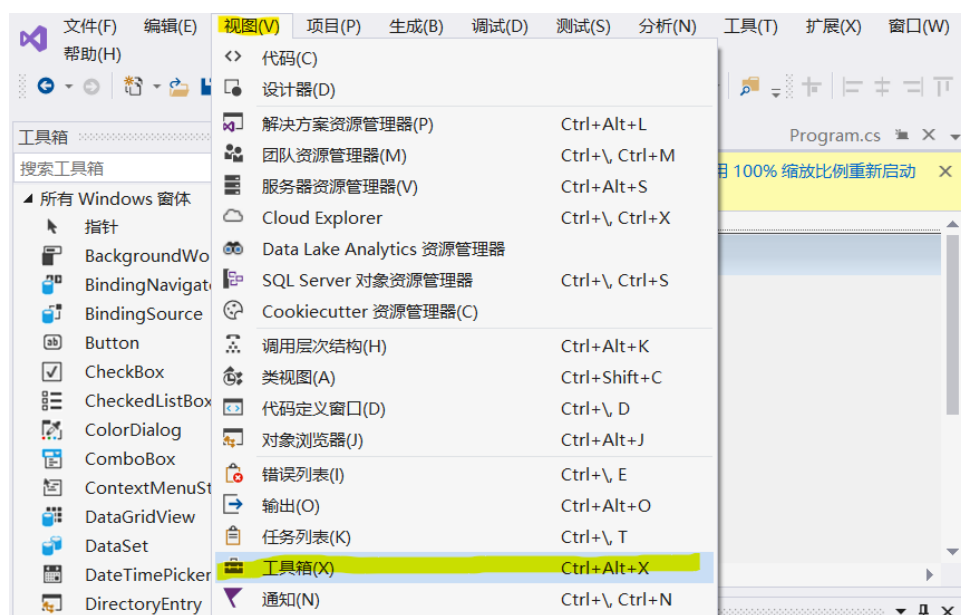 文件(F) 编辑(E) 视图(V) 项目(P) 生成(B) 调试(D) 测试(S) 分析(N) 工具(T) 扩展(X) 窗口(W)
帮助(H)
代码(C)
设计器(D)
解决方案资源管理器(P) Ctrl+Alt+L
团队资源管理器(M) Ctrl+\, Ctrl+M
服务器资源管理器(V) Ctrl+Alt+S
Cloud Explorer Ctrl+\, Ctrl+X
Data Lake Analytics 资源管理器
SQL Server 对象资源管理器 Ctrl+\, Ctrl+S
Cookiecutter 资源管理器(C)
调用层次结构(H) Ctrl+Alt+K
类视图(A) Ctrl+Shift+C
代码定义窗口(D) Ctrl+\, D
对象浏览器(J) Ctrl+Alt+J
错误列表(I) Ctrl+\, E
输出(O) Ctrl+Alt+O
任务列表(K) Ctrl+\, T
工具箱(X) Ctrl+Alt+X
通知(N) Ctrl+\, Ctrl+N
工具箱
搜索工具箱
所有 Windows 窗体
指针
BackgroundWo
BindingNavigat
BindingSource
Button
CheckBox
CheckedListBox
ColorDialog
ComboBox
ContextMenuSt
DataGridView
DataSet
DateTimePicker
DirectoryEntry
Program.cs
用 100% 缩放比例重新启动